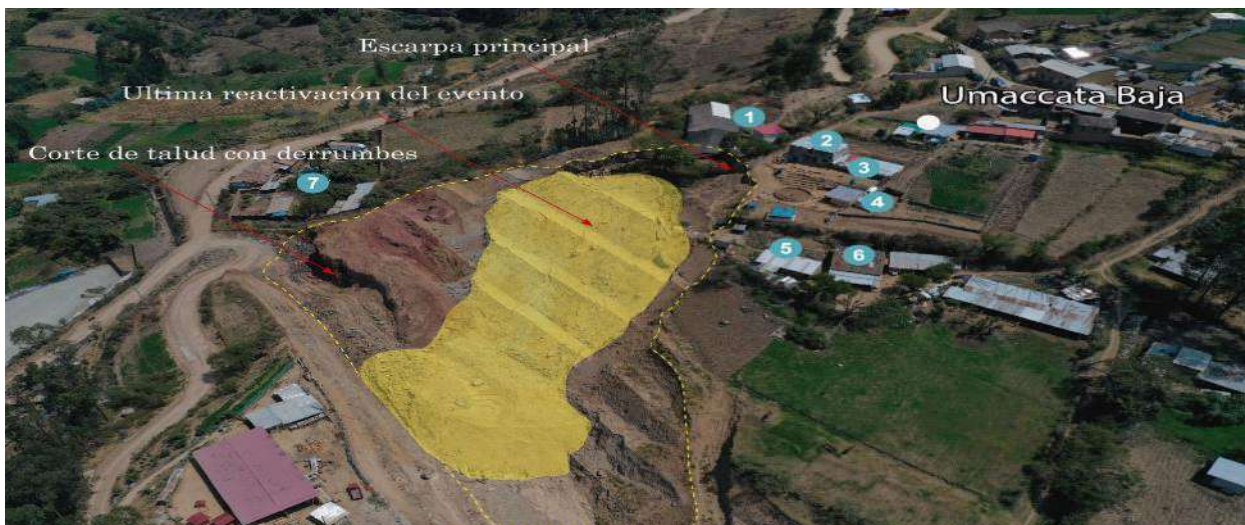 Escarpa principal
Ultima reactivación del evento
Umaccata Baja
Corte de talud con derrumbes
1
2
3
4
5
6
7